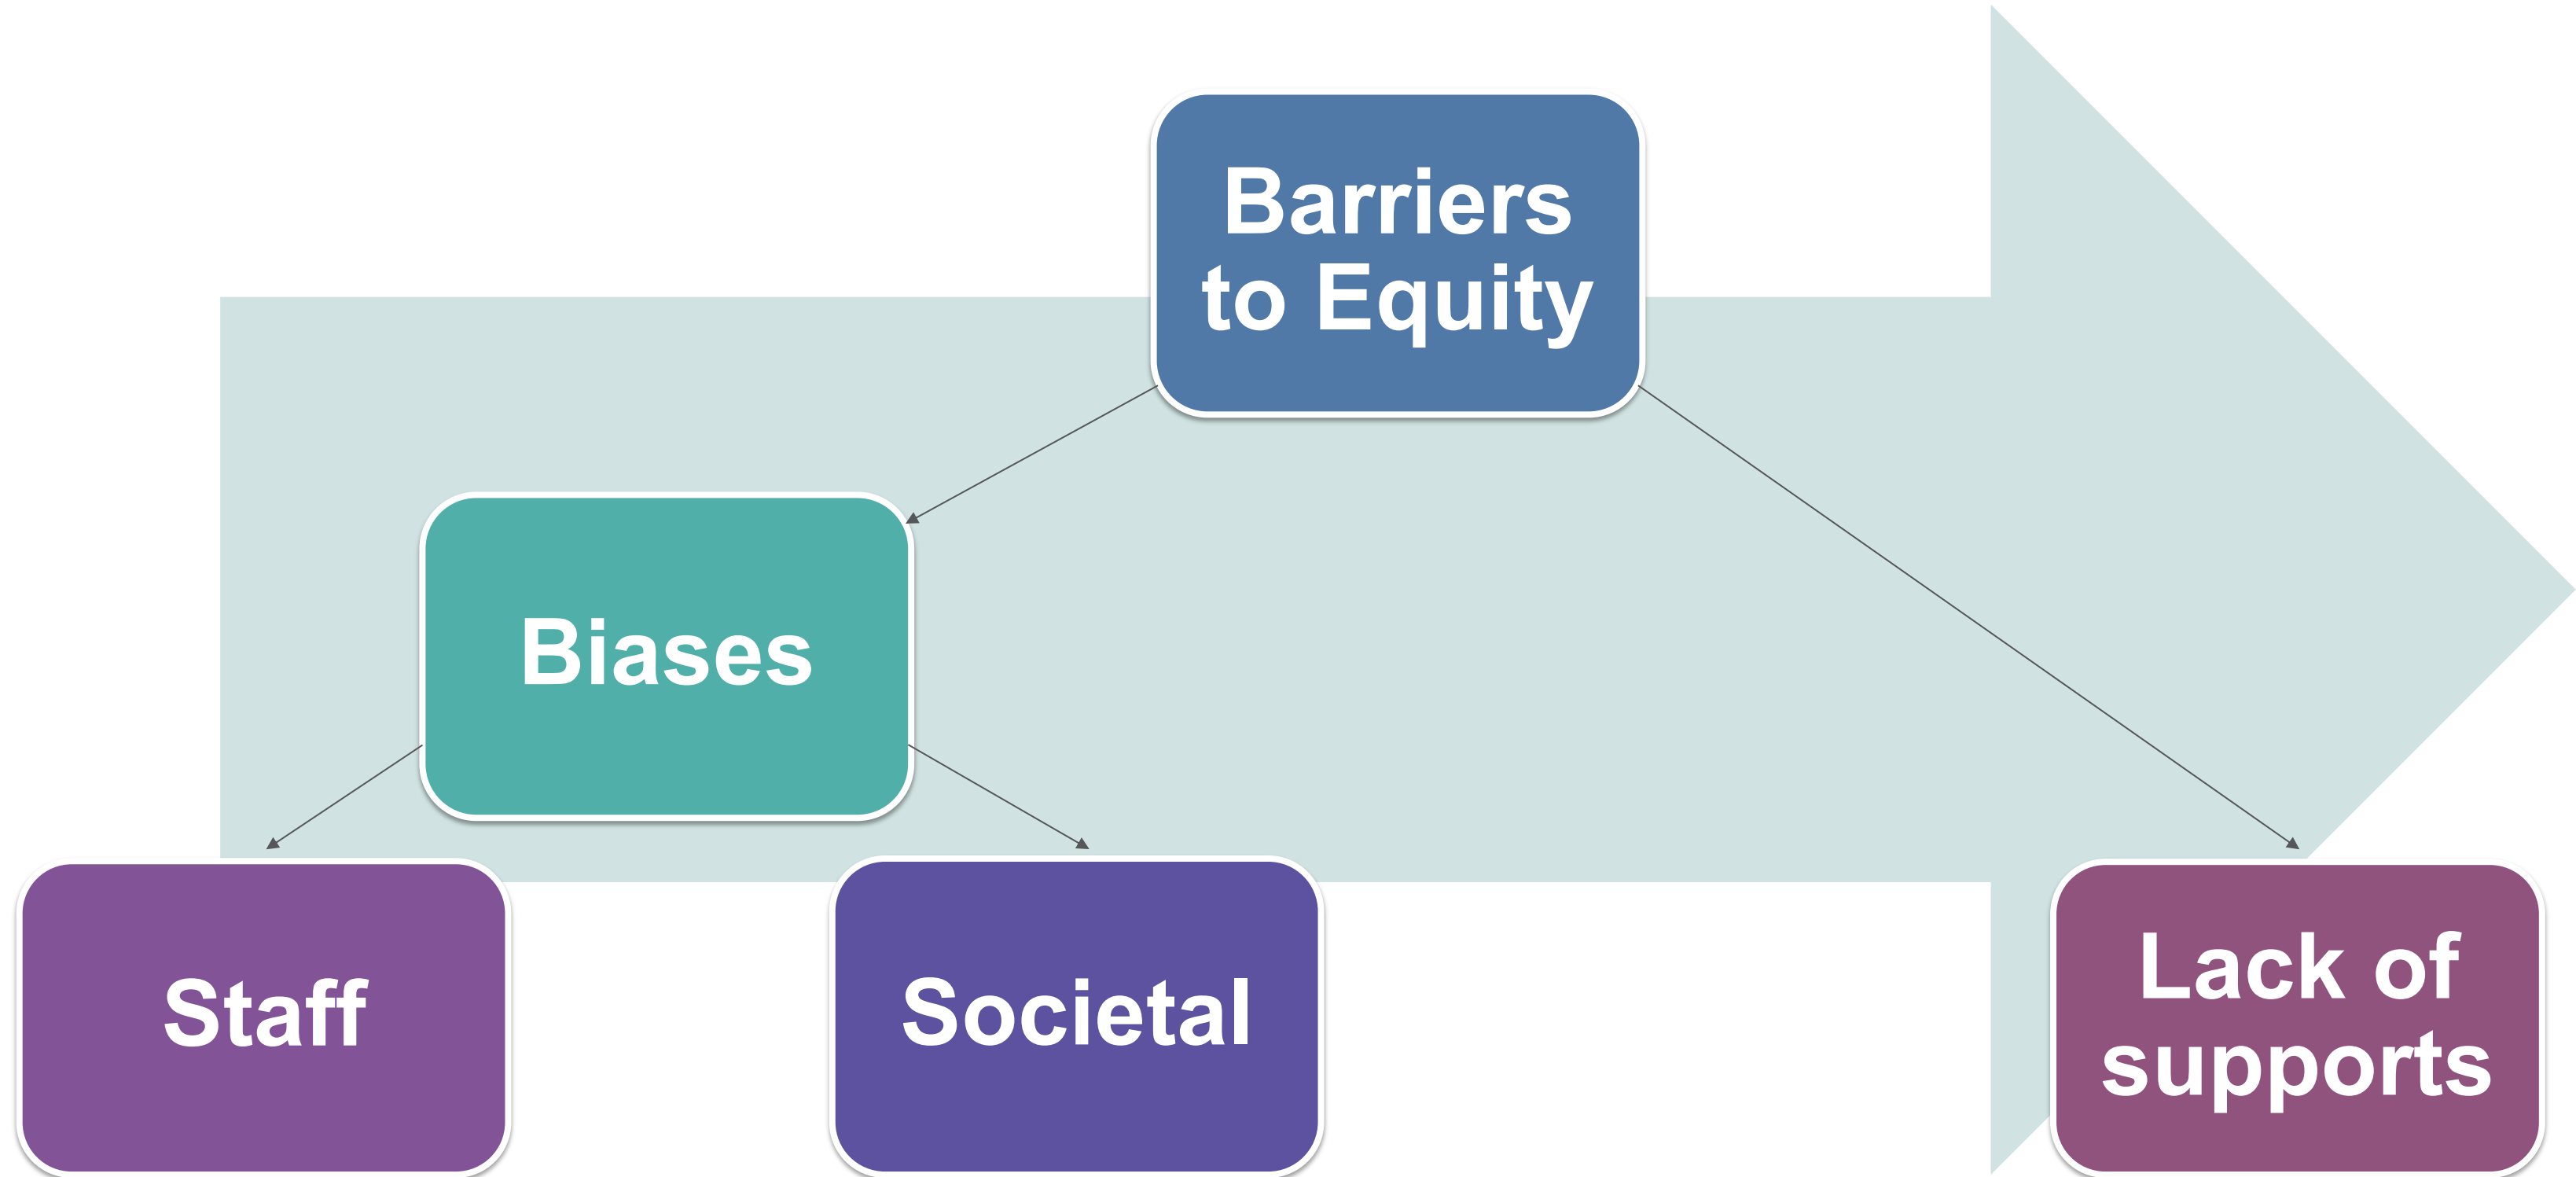 Barriers
to Equity
Biases
Staff
Societal
Lack of
supports